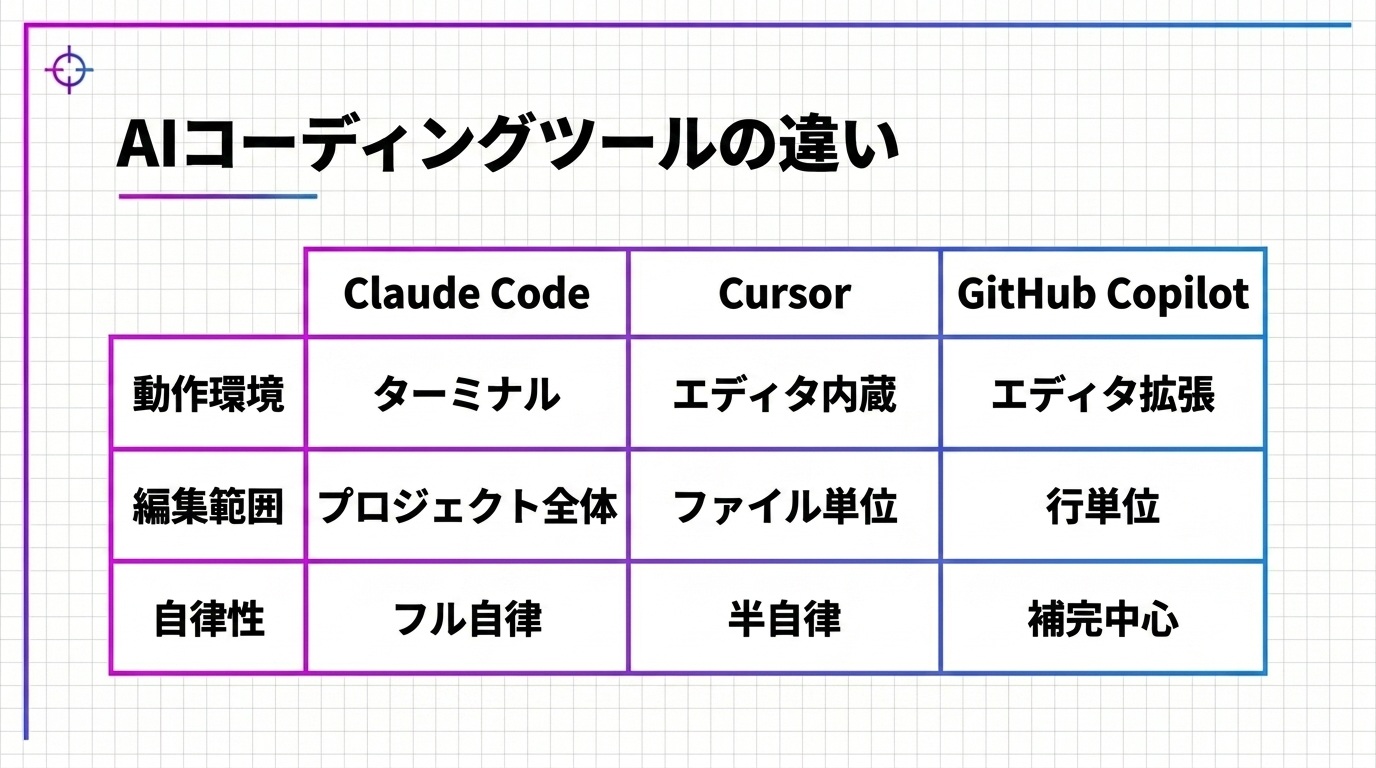 AIコーディングツールの違い
Claude Code Cursor GitHub Copilot
動作環境 ターミナル エディタ内蔵 エディタ拡張
編集範囲 プロジェクト全体 ファイル単位 行単位
自律性 フル自律 半自律 補完中心